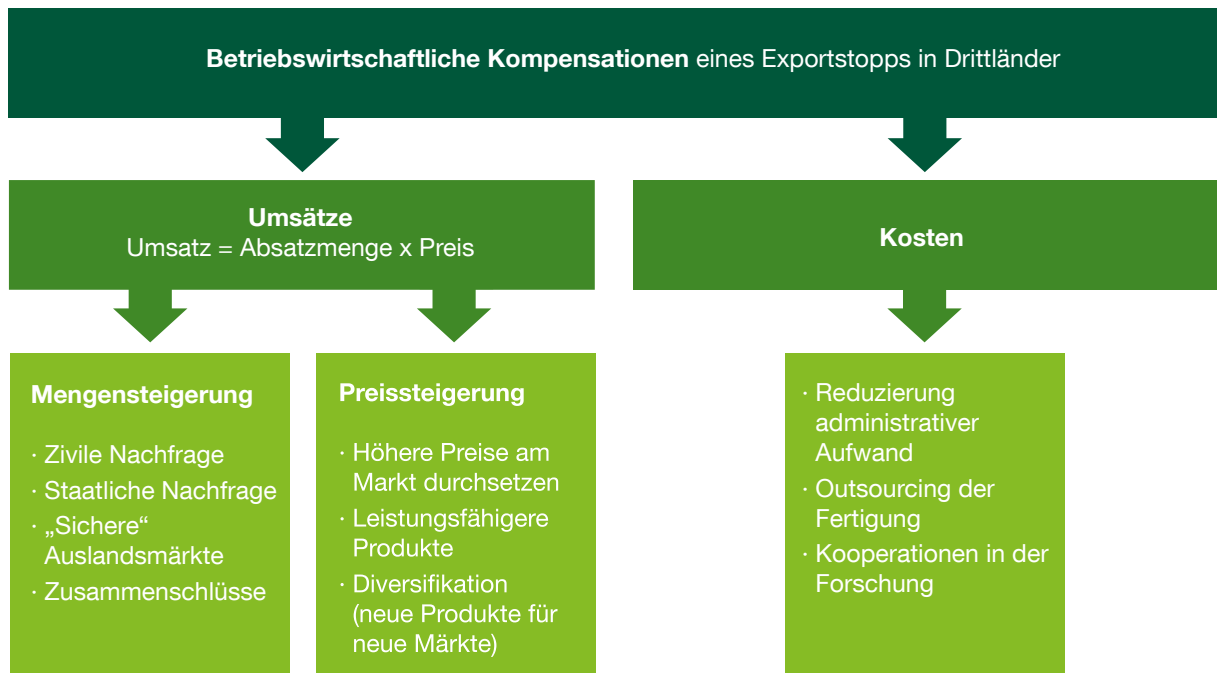 Betriebswirtschaftliche Kompensationen eines Exportstopps in Drittländer
Umsätze
Umsatz = Absatzmenge x Preis
Kosten
Mengensteigerung
· Zivile Nachfrage
· Staatliche Nachfrage
· „Sichere“
Auslandsmärkte
· Zusammenschlüsse
Preissteigerung
· Höhere Preise am
Markt durchsetzen
· Leistungsfähigere
Produkte
· Diversifikation
(neue Produkte für
neue Märkte)
· Reduzierung
administrativer
Aufwand
· Outsourcing der
Fertigung
· Kooperationen in der
Forschung